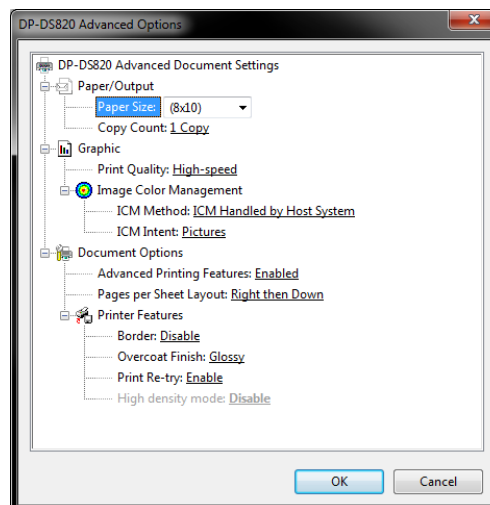 DP-DS820 Advanced Options
DP-DS820 Advanced Document Settings
Paper/Output
Paper Size: (8x10)
Copy Count: 1 Copy
Graphic
Print Quality: High-speed
Image Color Management
ICM Method: ICM Handled by Host System
ICM Intent: Pictures
Document Options
Advanced Printing Features: Enabled
Pages per Sheet Layout: Right then Down
Printer Features
Border: Disable
Overcoat Finish: Glossy
Print Re-try: Enable
High density mode: Disable
OK Cancel